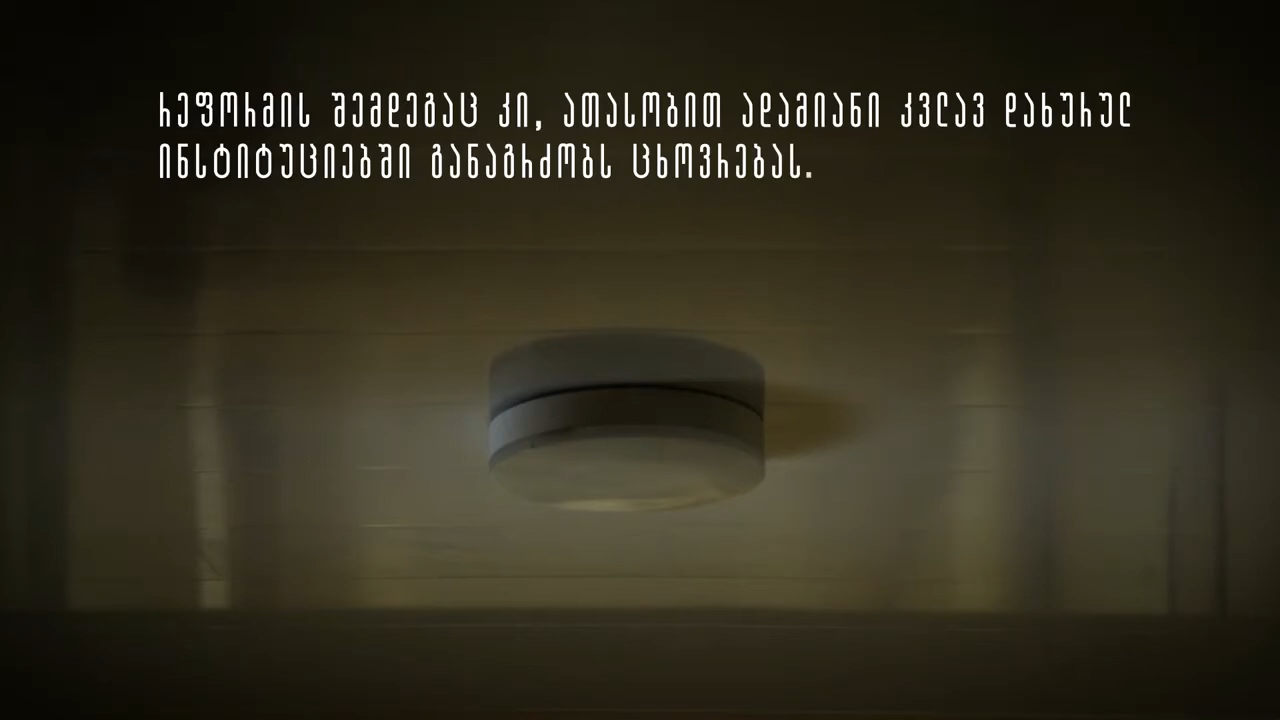 რეფორმის შემდეგაც კი, ათასობით ადამიანი კვლავ დახურულ
ინსტიტუციებში განაგრძობს ცხოვრებას.